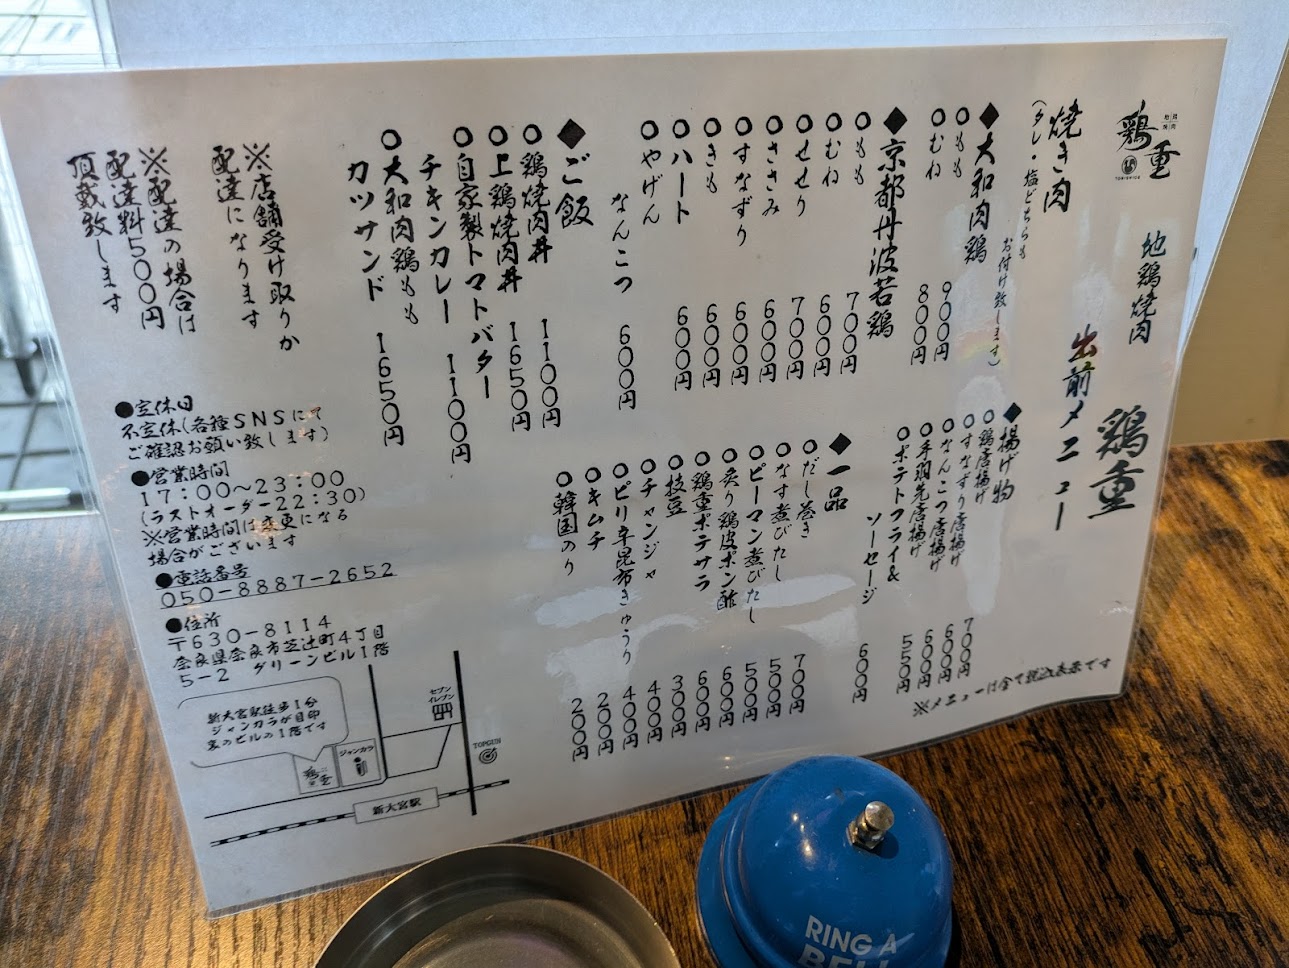 鶏重
TORISHIGE
地鶏焼肉 鶏重
出前メニュー
焼き肉
(タレ・塩どちらも
お付け致します)
◆大和肉鶏
○もも 900円
○むね 800円
◆京都丹波若鶏
○もも 700円
○むね 600円
○せせり 700円
○ささみ 600円
○すなずり 600円
○きも 600円
○ハート 600円
○やげん
なんこつ 600円
◆ご飯
○鶏焼肉丼 1100円
○上鶏焼肉丼 1650円
○自家製トマトバター
チキンカレー 1100円
○大和肉鶏もも
カツサンド 1650円
※店舗受け取りか
配達になります
※配達の場合は
配達料500円
頂戴致します
◆揚げ物
○鶏唐揚げ 700円
○すなずり唐揚げ 600円
○なんこつ唐揚げ 600円
○手羽先唐揚げ 550円
○ポテトフライ&
ソーセージ 600円
◆一品
○だし巻き 700円
○なす煮びたし 550円
○ピーマン煮びたし 500円
○炙り鶏皮ポン酢 600円
○鶏重ポテサラ 600円
○枝豆 300円
○チャンジャ 400円
○ピリ辛昆布きゅうり 400円
○キムチ 200円
○韓国のり 200円
※メニューは全て税込表示です
●定休日
不定休(各種SNSにて
ご確認お願い致します)
●営業時間
17:00〜23:00
(ラストオーダー22:30)
※営業時間は変更になる
場合がございます
●電話番号
050-8887-2652
●住所
〒630-8114
奈良県奈良市芝辻町4丁目
5-2 グリーンビル1階
新大宮駅徒歩1分
ジャンカラが目印
裏のビルの1階です
鶏重
ジャンカラ
セブン
イレブン
TOPGUN
新大宮駅
RING A
BELL